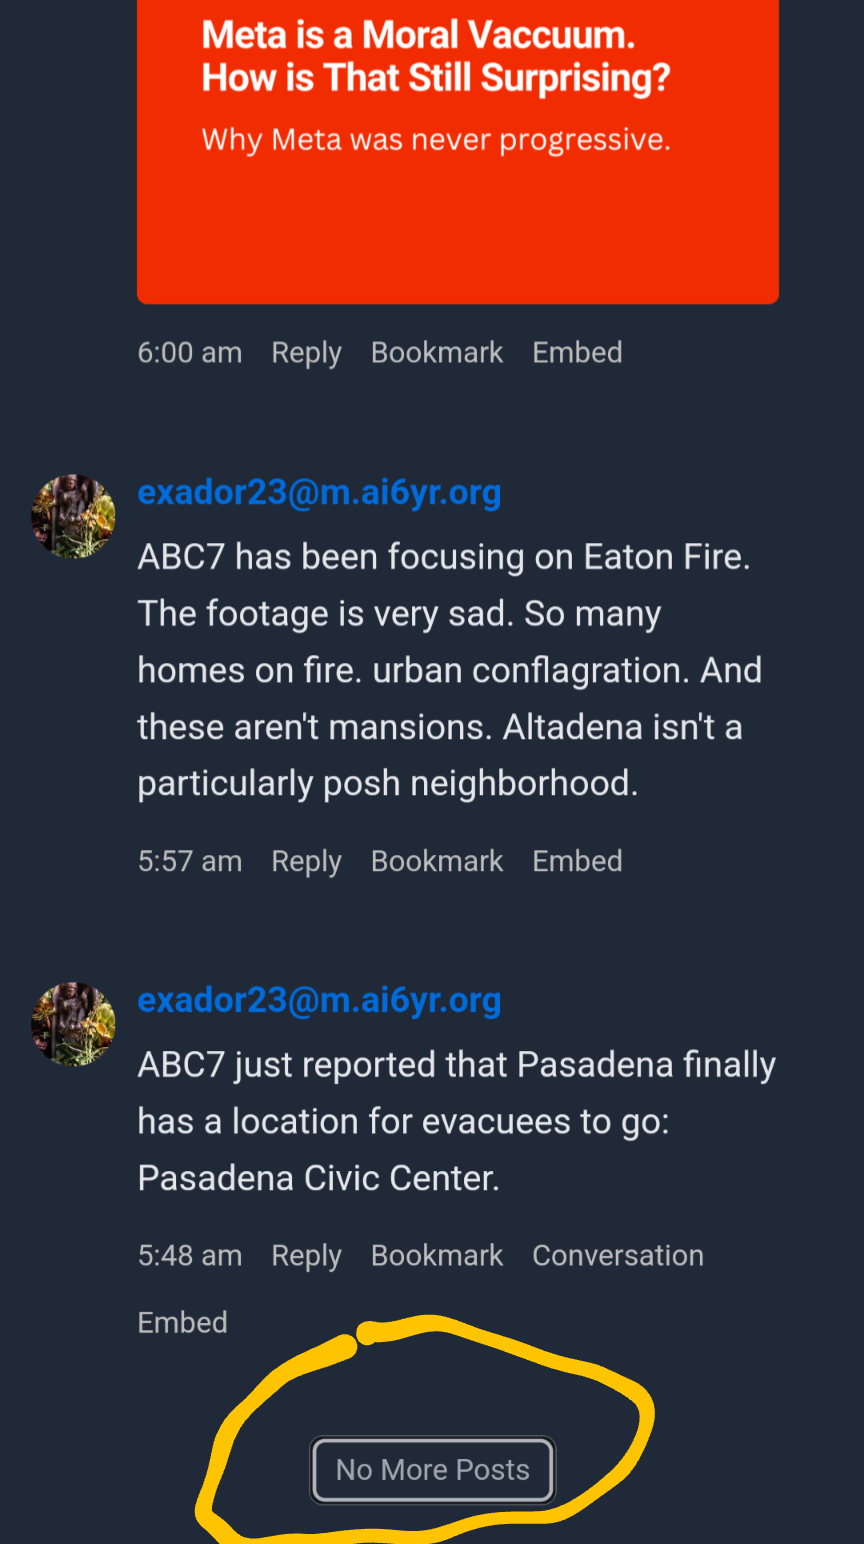 Meta is a Moral Vaccuum.
How is That Still Surprising?
Why Meta was never progressive.
6:00 am Reply Bookmark Embed
exador23@m.ai6yr.org
ABC7 has been focusing on Eaton Fire.
The footage is very sad. So many
homes on fire. urban conflagration. And
these aren't mansions. Altadena isn't a
particularly posh neighborhood.
5:57 am Reply Bookmark Embed
exador23@m.ai6yr.org
ABC7 just reported that Pasadena finally
has a location for evacuees to go:
Pasadena Civic Center.
5:48 am Reply Bookmark Conversation
Embed
No More Posts